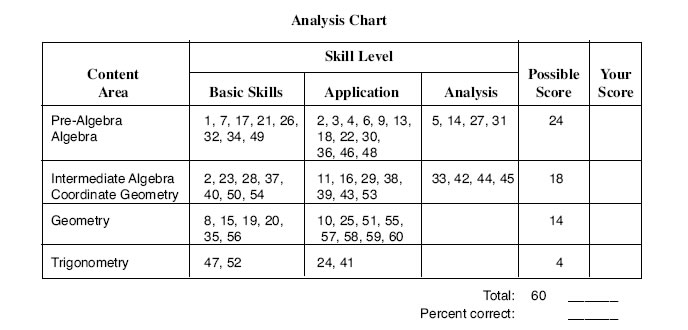 Analysis Chart
Skill Level
Content
Area
Basic Skills
Application
Analysis
Possible
Score
Your
Score
Pre-Algebra
Algebra
1, 7, 17, 21, 26,
32, 34, 49
2, 3, 4, 6, 9, 13,
18, 22, 30,
36, 46, 48
5, 14, 27, 31
24
Intermediate Algebra
Coordinate Geometry
2, 23, 28, 37,
40, 50, 54
11, 16, 29, 38,
39, 43, 53
33, 42, 44, 45
18
Geometry
8, 15, 19, 20,
35, 56
10, 25, 51, 55,
57, 58, 59, 60
14
Trigonometry
47, 52
24, 41
4
Total: 60 ______
Percent correct: ______